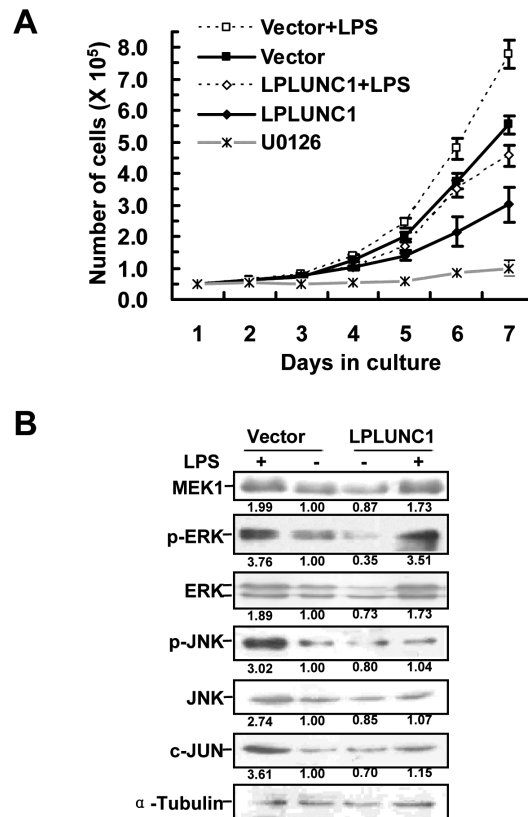 A
Vector+LPS
Vector
LPLUNC1+LPS
LPLUNC1
U0126
Number of cells (X 10⁵)
8.0
7.0
6.0
5.0
4.0
3.0
2.0
1.0
0.0
1 2 3 4 5 6 7
Days in culture
B
Vector LPLUNC1
LPS + - - +
MEK1
1.99 1.00 0.87 1.73
p-ERK
3.76 1.00 0.35 3.51
ERK
1.89 1.00 0.73 1.73
p-JNK
3.02 1.00 0.80 1.04
JNK
2.74 1.00 0.85 1.07
c-JUN
3.61 1.00 0.70 1.15
α-Tubulin